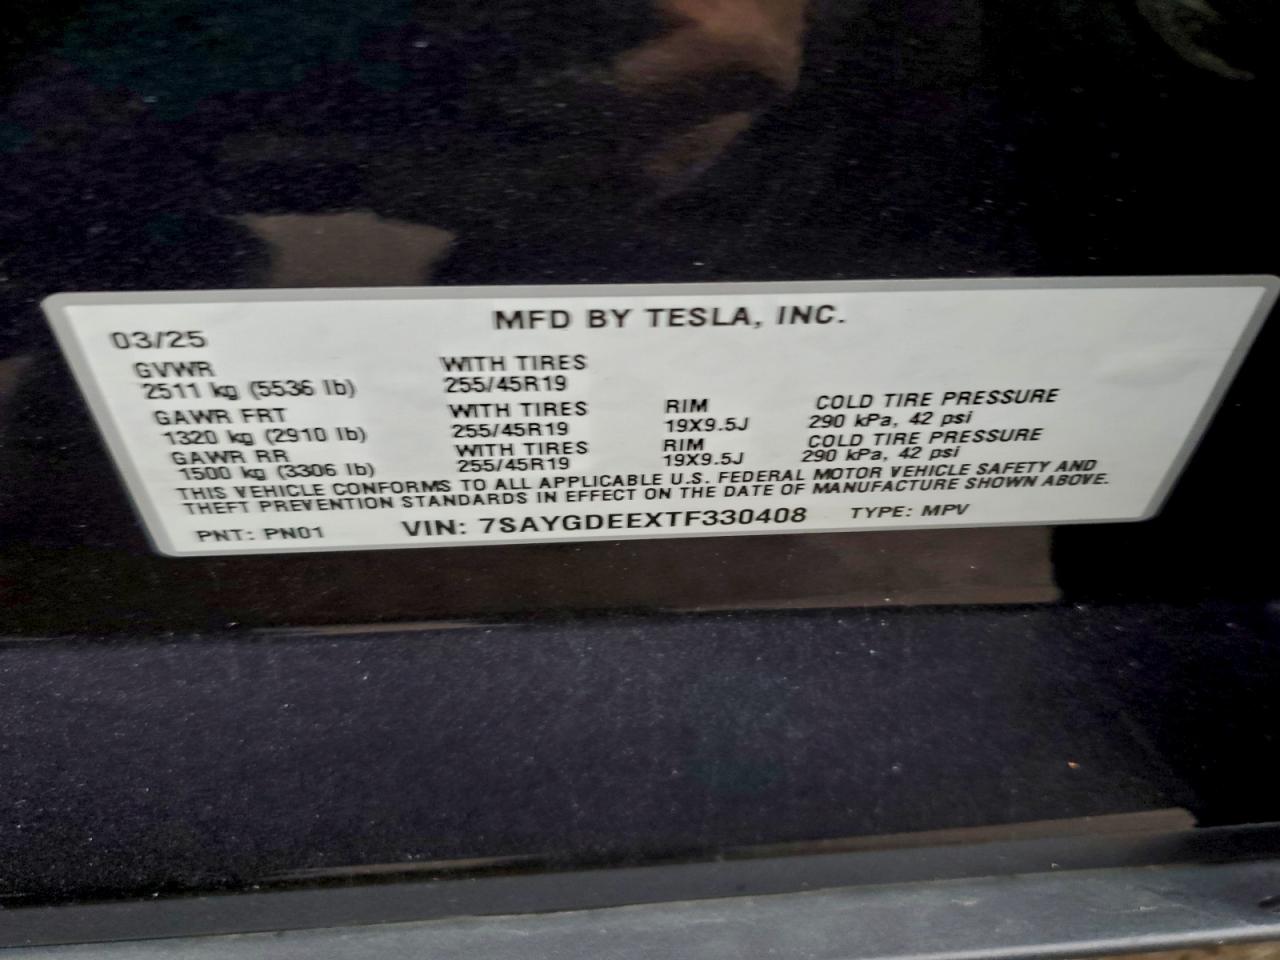 MFD BY TESLA, INC.
03/25
GVWR WITH TIRES
2511 kg (5536 lb) 255/45R19
GAWR FRT WITH TIRES RIM COLD TIRE PRESSURE
1320 kg (2910 lb) 255/45R19 19X9.5J 290 kPa, 42 psi
GAWR RR WITH TIRES RIM COLD TIRE PRESSURE
1500 kg (3306 lb) 255/45R19 19X9.5J 290 kPa, 42 psi
THIS VEHICLE CONFORMS TO ALL APPLICABLE U.S. FEDERAL MOTOR VEHICLE SAFETY AND
THEFT PREVENTION STANDARDS IN EFFECT ON THE DATE OF MANUFACTURE SHOWN ABOVE.
PNT: PN01 VIN: 7SAYGDEEXTF330408 TYPE: MPV